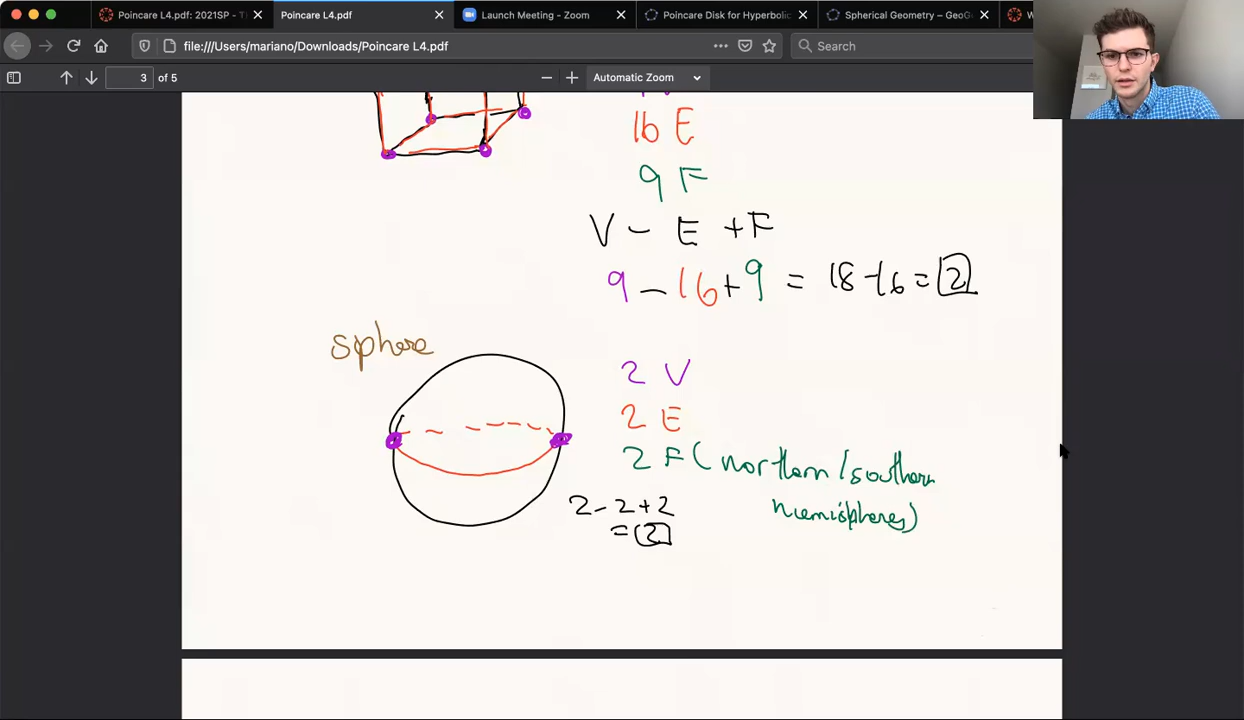 Poincare L4.pdf: 2021SP - T
Poincare L4.pdf
Launch Meeting - Zoom
Poincare Disk for Hyperbolic
Spherical Geometry – GeoG
file:///Users/mariano/Downloads/Poincare L4.pdf
Search
3 of 5
Automatic Zoom
16 E
9 F
V - E + F
9 - 16 + 9 = 18 - 16 = 2
sphere
2 V
2 E
2 F (northern/southern
hemispheres)
2 - 2 + 2
= 2